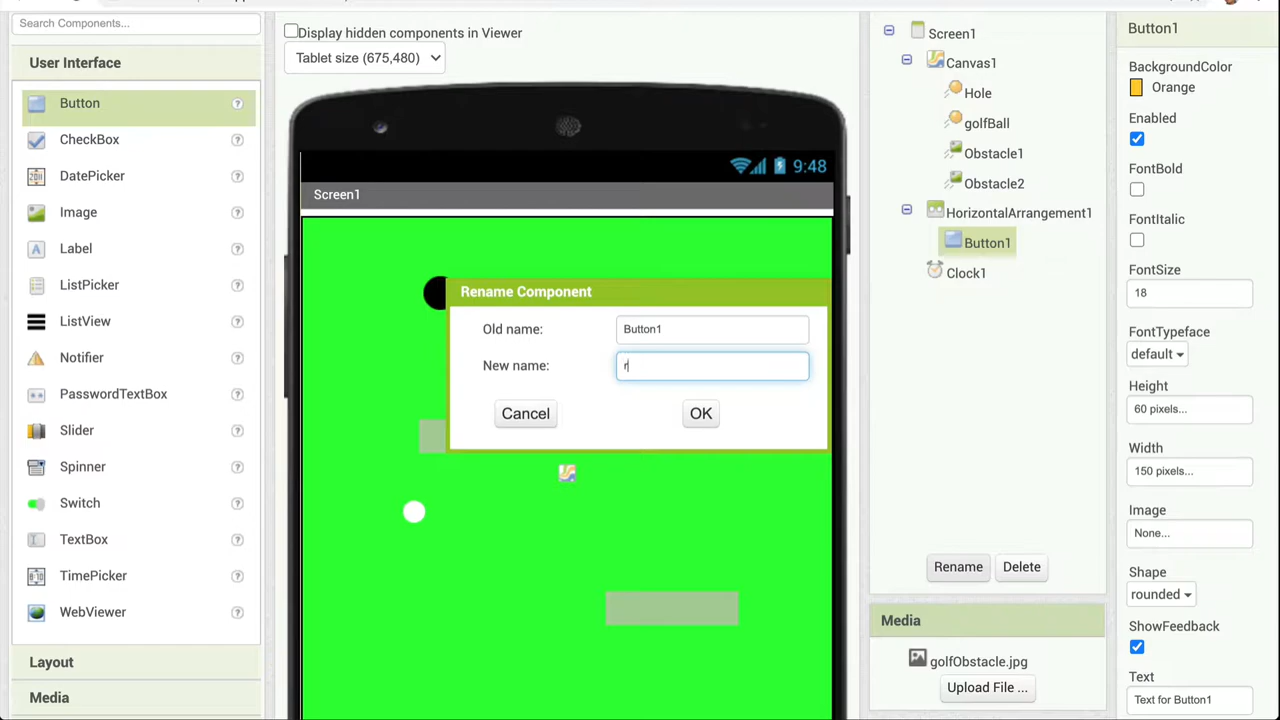 Search Components...
User Interface
Button
CheckBox
DatePicker
Image
Label
ListPicker
ListView
Notifier
PasswordTextBox
Slider
Spinner
Switch
TextBox
TimePicker
WebViewer
Layout
Media
Display hidden components in Viewer
Tablet size (675,480)
9:48
Screen1
Rename Component
Old name:
Button1
New name:
r
Cancel
OK
Screen1
Canvas1
Hole
golfBall
Obstacle1
Obstacle2
HorizontalArrangement1
Button1
Clock1
Rename
Delete
Media
golfObstacle.jpg
Upload File ...
Button1
BackgroundColor
Orange
Enabled
FontBold
FontItalic
FontSize
18
FontTypeface
default
Height
60 pixels...
Width
150 pixels...
Image
None...
Shape
rounded
ShowFeedback
Text
Text for Button1